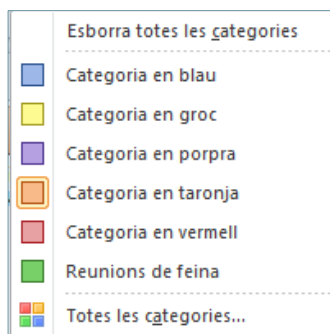 Esborra totes les categories
Categoria en blau
Categoria en groc
Categoria en porpra
Categoria en taronja
Categoria en vermell
Reunions de feina
Totes les categories...